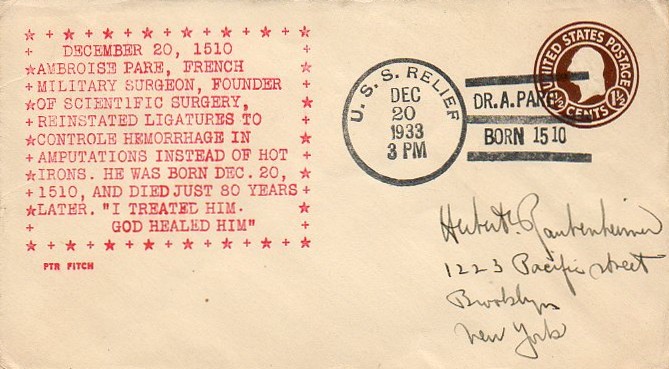 DECEMBER 20, 1510
AMBROISE PARE, FRENCH
MILITARY SURGEON, FOUNDER
OF SCIENTIFIC SURGERY,
REINSTATED LIGATURES TO
CONTROLE HEMORRHAGE IN
AMPUTATIONS INSTEAD OF HOT
IRONS. HE WAS BORN DEC. 20,
1510, AND DIED JUST 80 YEARS
LATER. "I TREATED HIM.
GOD HEALED HIM"
PTR FITCH
U. S. S. RELIEF
DEC
20
1933
3 PM
DR. A. PARE
BORN 1510
UNITED STATES POSTAGE
1½ CENTS 1½
Herbert Rautenheimer
1223 Pacific street
Brooklyn
New York